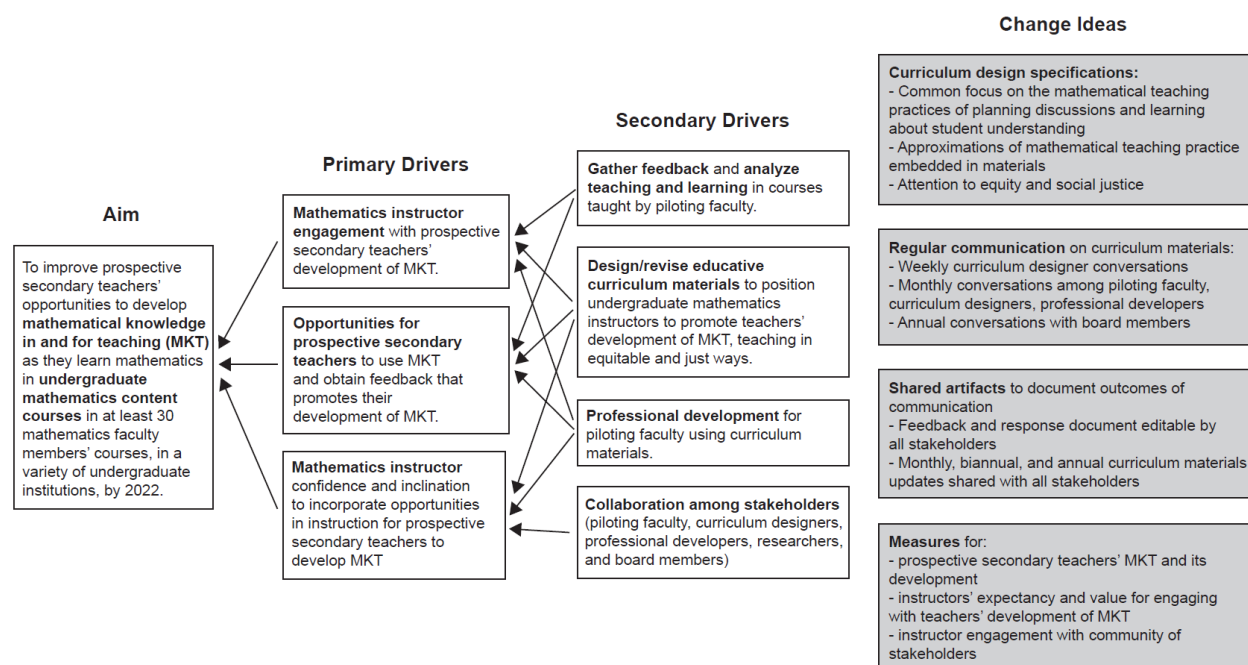 Aim
To improve prospective
secondary teachers'
opportunities to develop
mathematical knowledge
in and for teaching (MKT)
as they learn mathematics
in undergraduate
mathematics content
courses in at least 30
mathematics faculty
members' courses, in a
variety of undergraduate
institutions, by 2022.
Primary Drivers
Mathematics instructor
engagement with prospective
secondary teachers'
development of MKT.
Opportunities for
prospective secondary
teachers to use MKT
and obtain feedback that
promotes their
development of MKT.
Mathematics instructor
confidence and inclination
to incorporate opportunities
in instruction for prospective
secondary teachers to
develop MKT
Secondary Drivers
Gather feedback and analyze
teaching and learning in courses
taught by piloting faculty.
Design/revise educative
curriculum materials to position
undergraduate mathematics
instructors to promote teachers'
development of MKT, teaching in
equitable and just ways.
Professional development for
piloting faculty using curriculum
materials.
Collaboration among stakeholders
(piloting faculty, curriculum designers,
professional developers, researchers,
and board members)
Change Ideas
Curriculum design specifications:
- Common focus on the mathematical teaching
practices of planning discussions and learning
about student understanding
- Approximations of mathematical teaching practice
embedded in materials
- Attention to equity and social justice
Regular communication on curriculum materials:
- Weekly curriculum designer conversations
- Monthly conversations among piloting faculty,
curriculum designers, professional developers
- Annual conversations with board members
Shared artifacts to document outcomes of
communication
- Feedback and response document editable by
all stakeholders
- Monthly, biannual, and annual curriculum materials
updates shared with all stakeholders
Measures for:
- prospective secondary teachers' MKT and its
development
- instructors' expectancy and value for engaging
with teachers' development of MKT
- instructor engagement with community of
stakeholders